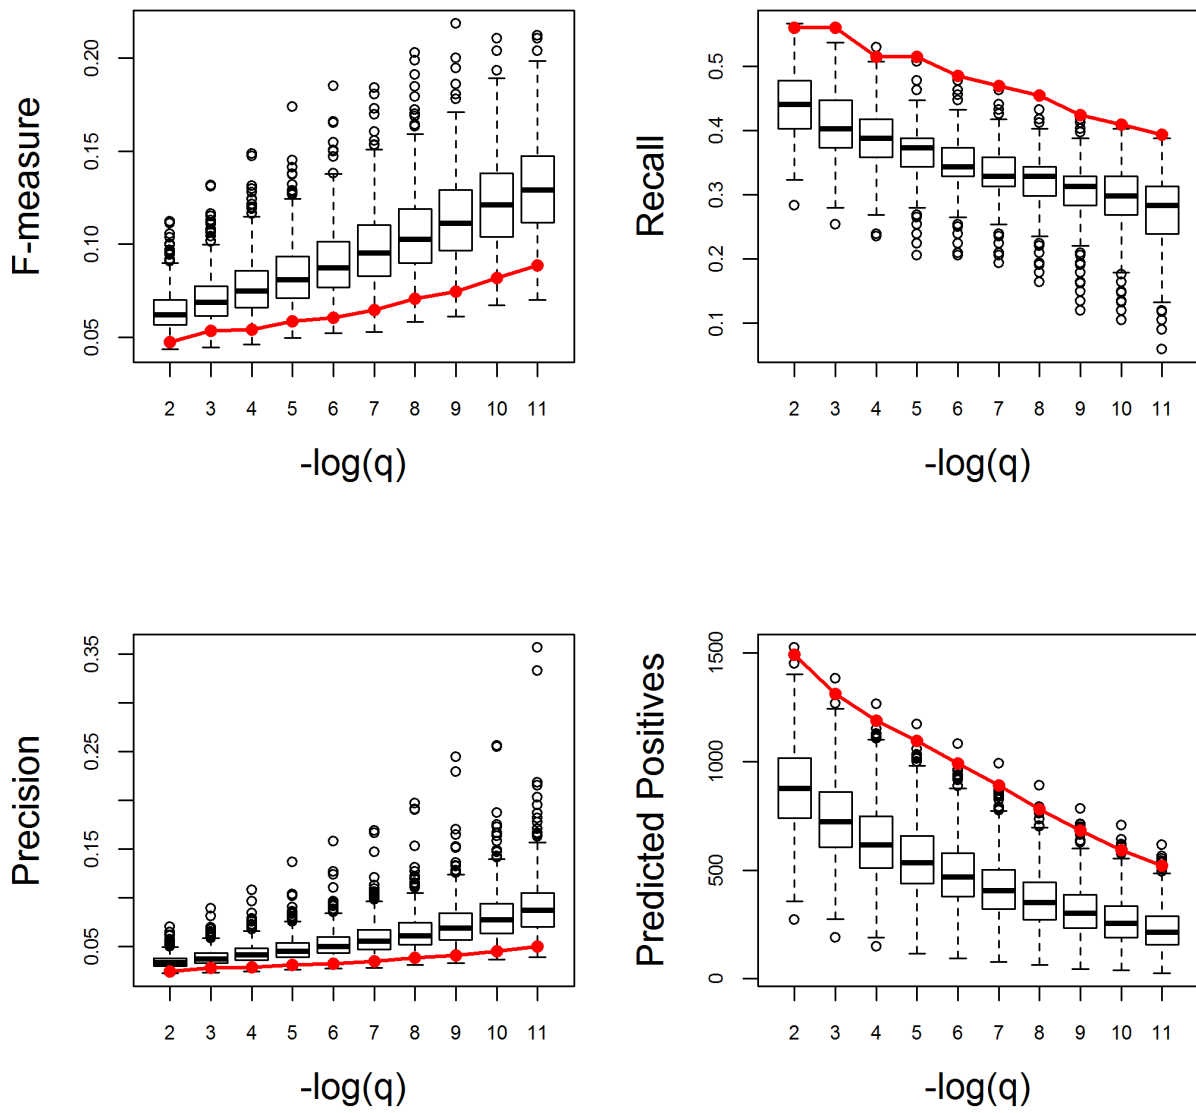 F-measure
0.20
0.15
0.10
0.05
2 3 4 5 6 7 8 9 10 11
-log(q)
Recall
0.5
0.4
0.3
0.2
0.1
2 3 4 5 6 7 8 9 10 11
-log(q)
Precision
0.35
0.25
0.15
0.05
2 3 4 5 6 7 8 9 10 11
-log(q)
Predicted Positives
1500
1000
500
0
2 3 4 5 6 7 8 9 10 11
-log(q)